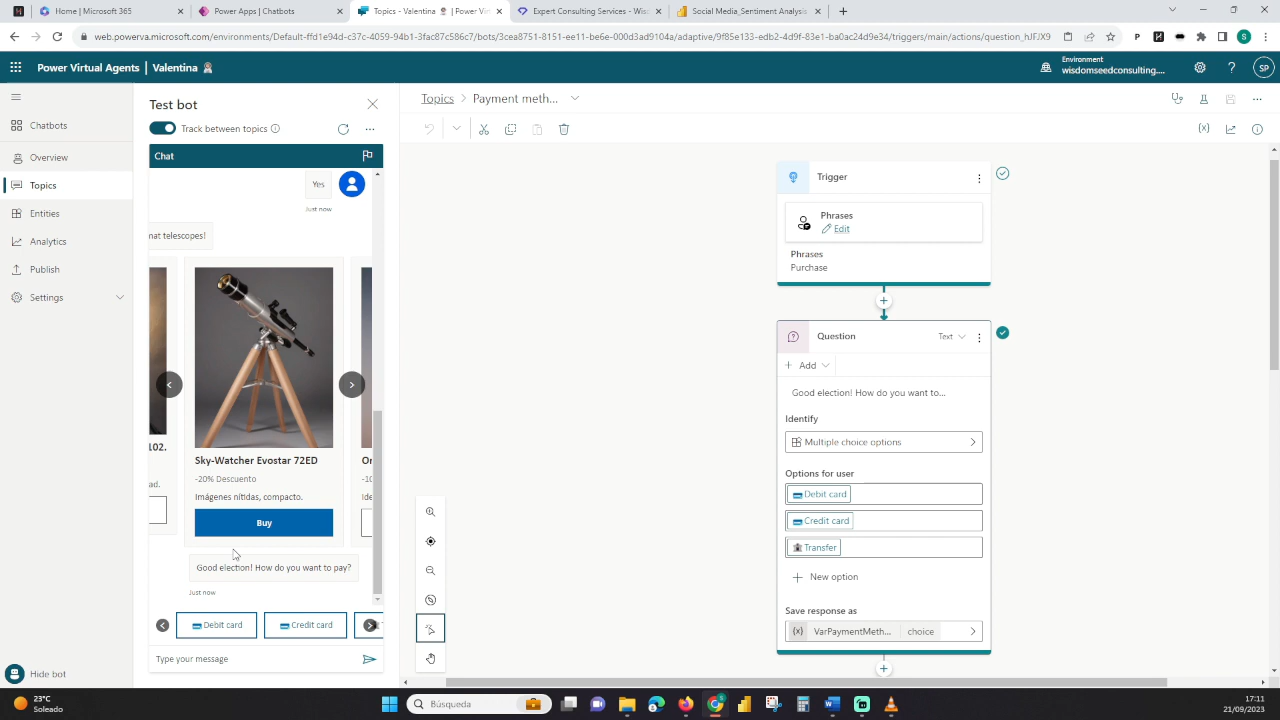 Home | Microsoft 365
Power Apps | Chatbots
Topics - Valentina
Power Vir
Expert Consulting Services - Wisc
Social Media_Sentiment Analysis
web.powerva.microsoft.com/environments/Default-ffd1e94d-c37c-4059-94b1-3fac87c586c7/bots/3cea8751-8151-ee11-be6e-000d3ad9104a/adaptive/9f85e133-edb2-4d9f-83e1-ba0ac24d9e34/triggers/main/actions/question_hJFJX9
Power Virtual Agents | Valentina
Environment
wisdomseedconsulting....
SP
Test bot
Track between topics
Chat
Chatbots
Overview
Topics
Entities
Analytics
Publish
Settings
Hide bot
Yes
Just now
nat telescopes!
102.
ad.
Sky-Watcher Evostar 72ED
-20% Descuento
Imágenes nítidas, compacto.
Buy
Or
-10
Ide
Good election! How do you want to pay?
Just now
Debit card
Credit card
Type your message
Topics > Payment meth...
Trigger
Phrases
Edit
Phrases
Purchase
Question
Text
Add
Good election! How do you want to...
Identify
Multiple choice options
Options for user
Debit card
Credit card
Transfer
New option
Save response as
{x} VarPaymentMeth... choice
23°C
Soleado
Búsqueda
17:11
21/09/2023